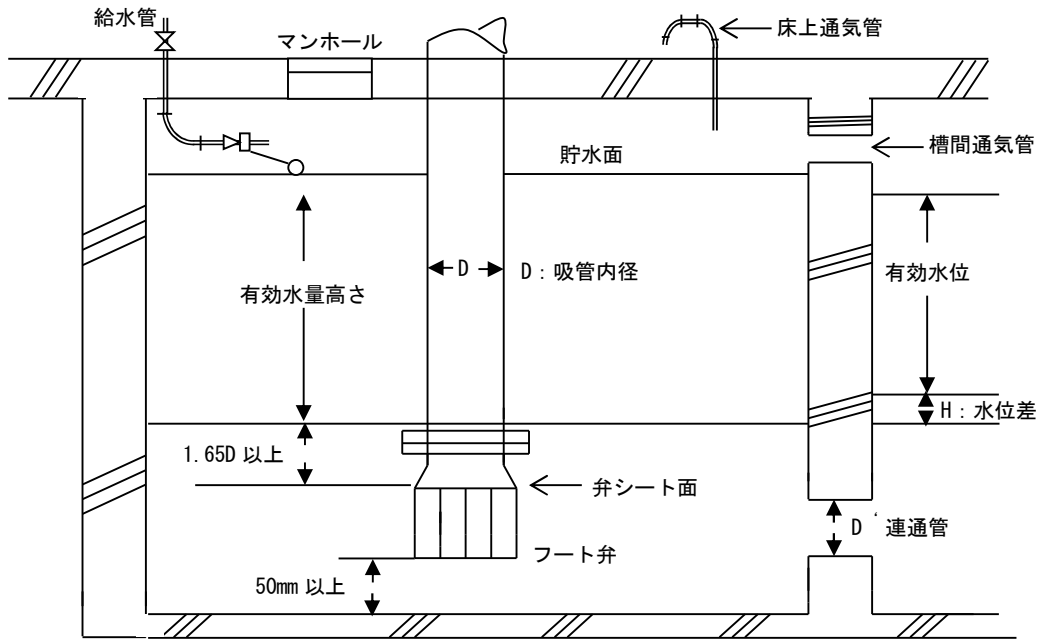 給水管
マンホール
床上通気管
槽間通気管
貯水面
D
D：吸管内径
有効水位
有効水量高さ
H：水位差
1.65D 以上
弁シート面
D' 連通管
フート弁
50mm 以上